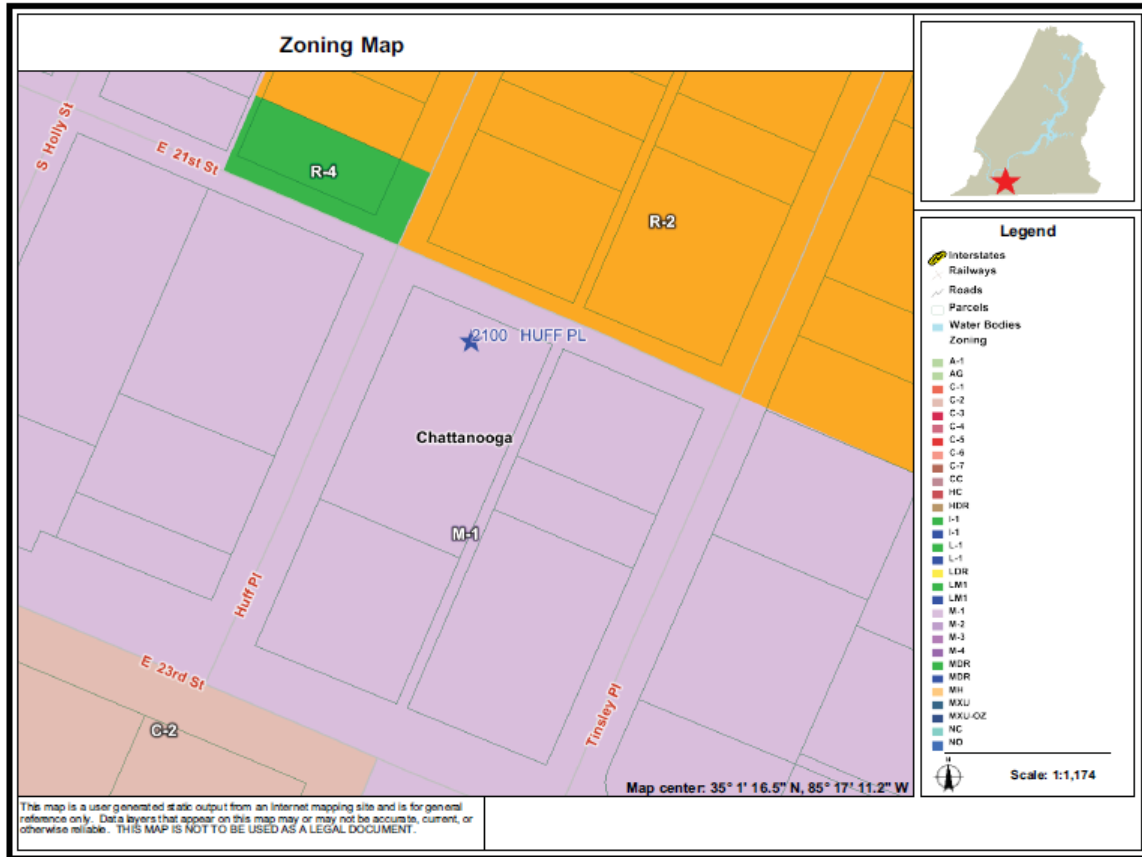 Zoning Map
S Holly St
E 21st St
R-4
R-2
2100 HUFF PL
Chattanooga
M-1
Huff Pl
E 23rd St
Tinsley Pl
C-2
Map center: 35° 1' 16.5" N, 85° 17' 11.2" W
Legend
Interstates
Railways
Roads
Parcels
Water Bodies
Zoning
A-1
AG
C-1
C-2
C-3
C-4
C-5
C-6
C-7
CC
HC
HDR
I-1
I-1
L-1
L-1
LDR
LM1
LM1
M-1
M-2
M-3
M-4
MDR
MDR
MH
MXU
MXU-OZ
NC
ND
N
Scale: 1:1,174
This map is a user generated static output from an Internet mapping site and is for general
reference only. Data layers that appear on this map may or may not be accurate, current, or
otherwise reliable. THIS MAP IS NOT TO BE USED AS A LEGAL DOCUMENT.